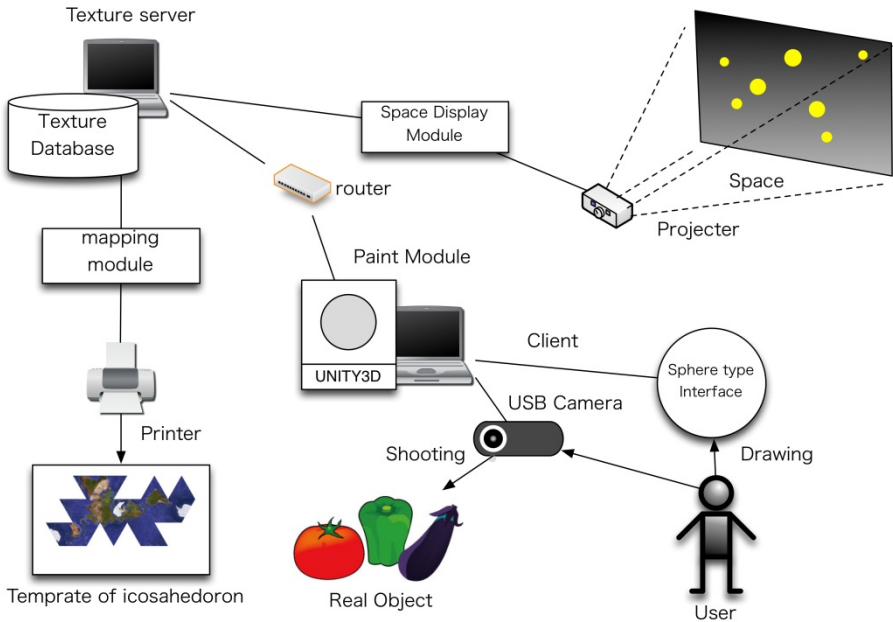 Texture server
Texture
Database
Space Display
Module
Space
router
Projecter
mapping
module
Paint Module
UNITY3D
Client
Sphere type
Interface
USB Camera
Printer
Shooting
Drawing
Temprate of icosahedoron
Real Object
User